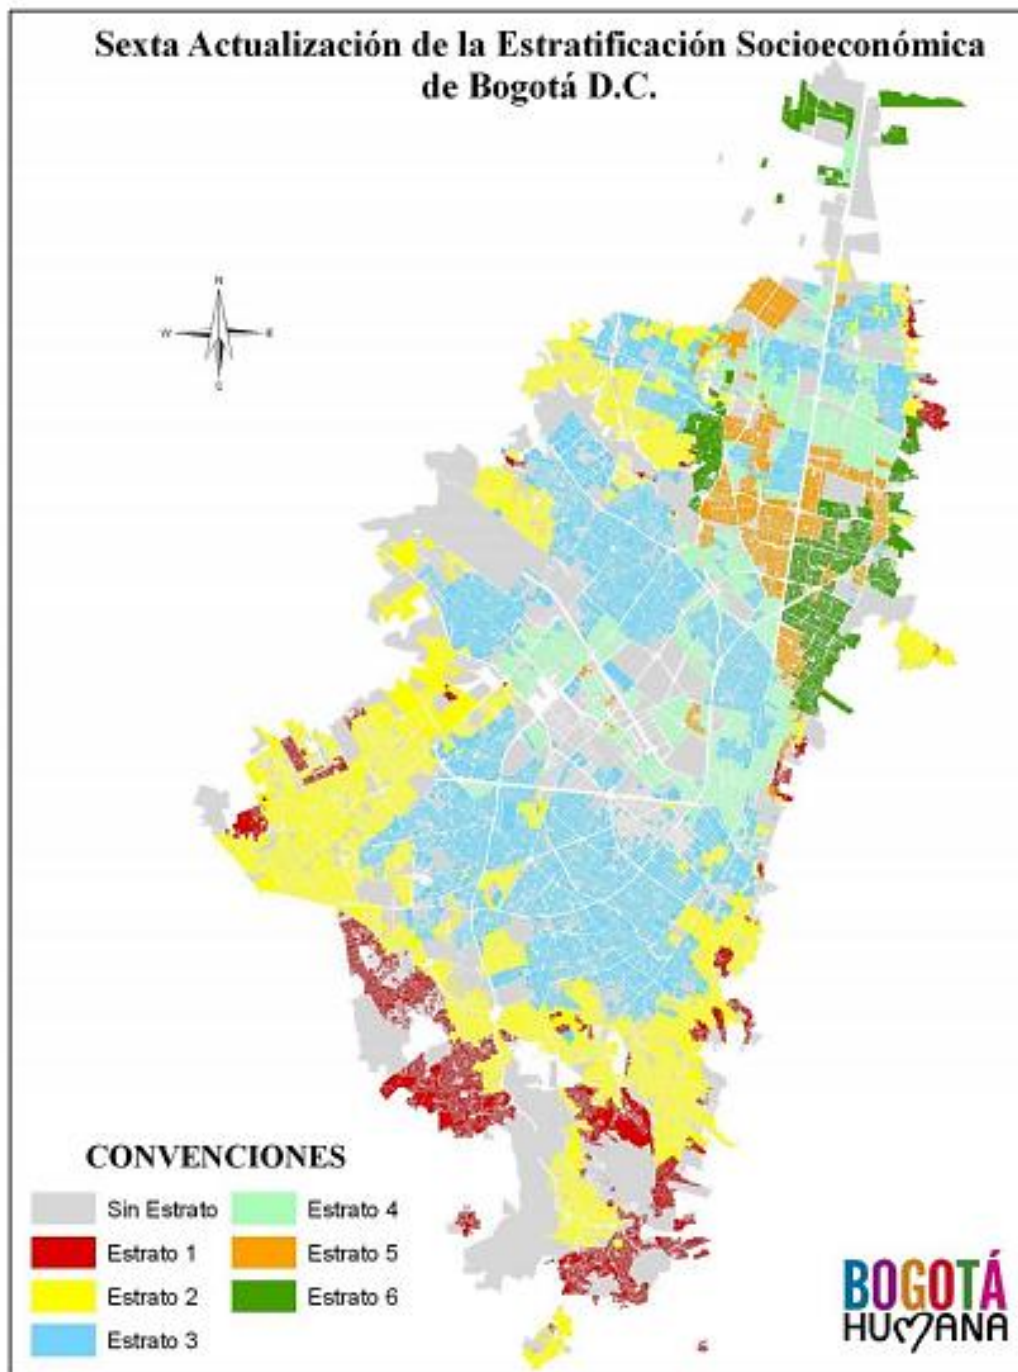 Sexta Actualización de la Estratificación Socioeconómica
de Bogotá D.C.
N
W
E
S
CONVENCIONES
Sin Estrato
Estrato 1
Estrato 2
Estrato 3
Estrato 4
Estrato 5
Estrato 6
BOGOTÁ
HUMANA